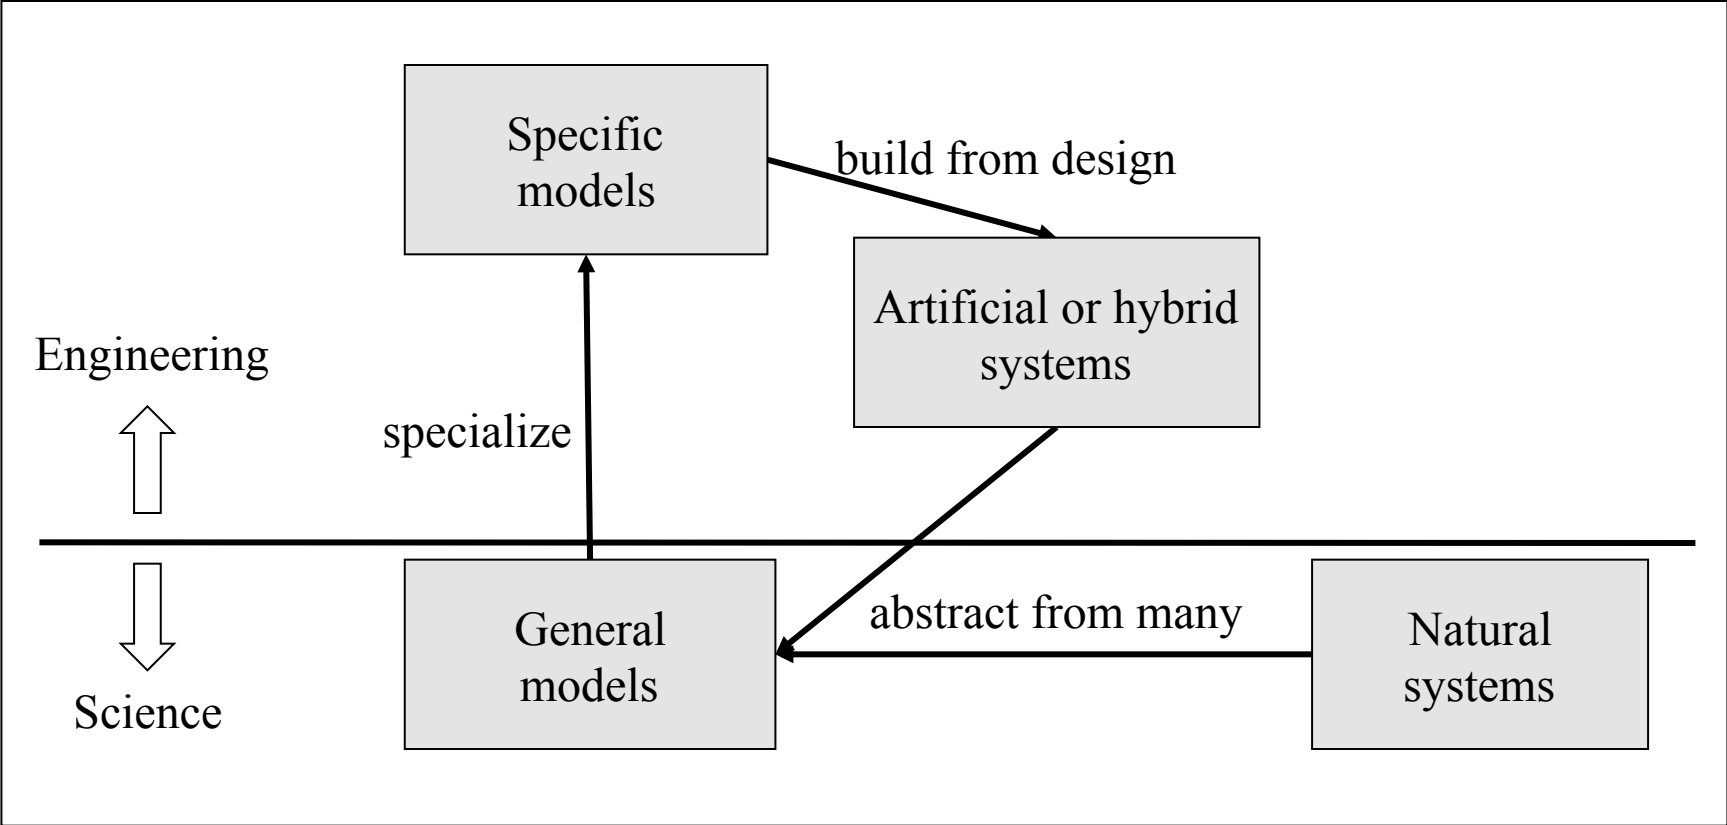 Specific
models
build from design
Artificial or hybrid
systems
Engineering
specialize
abstract from many
General
models
Natural
systems
Science